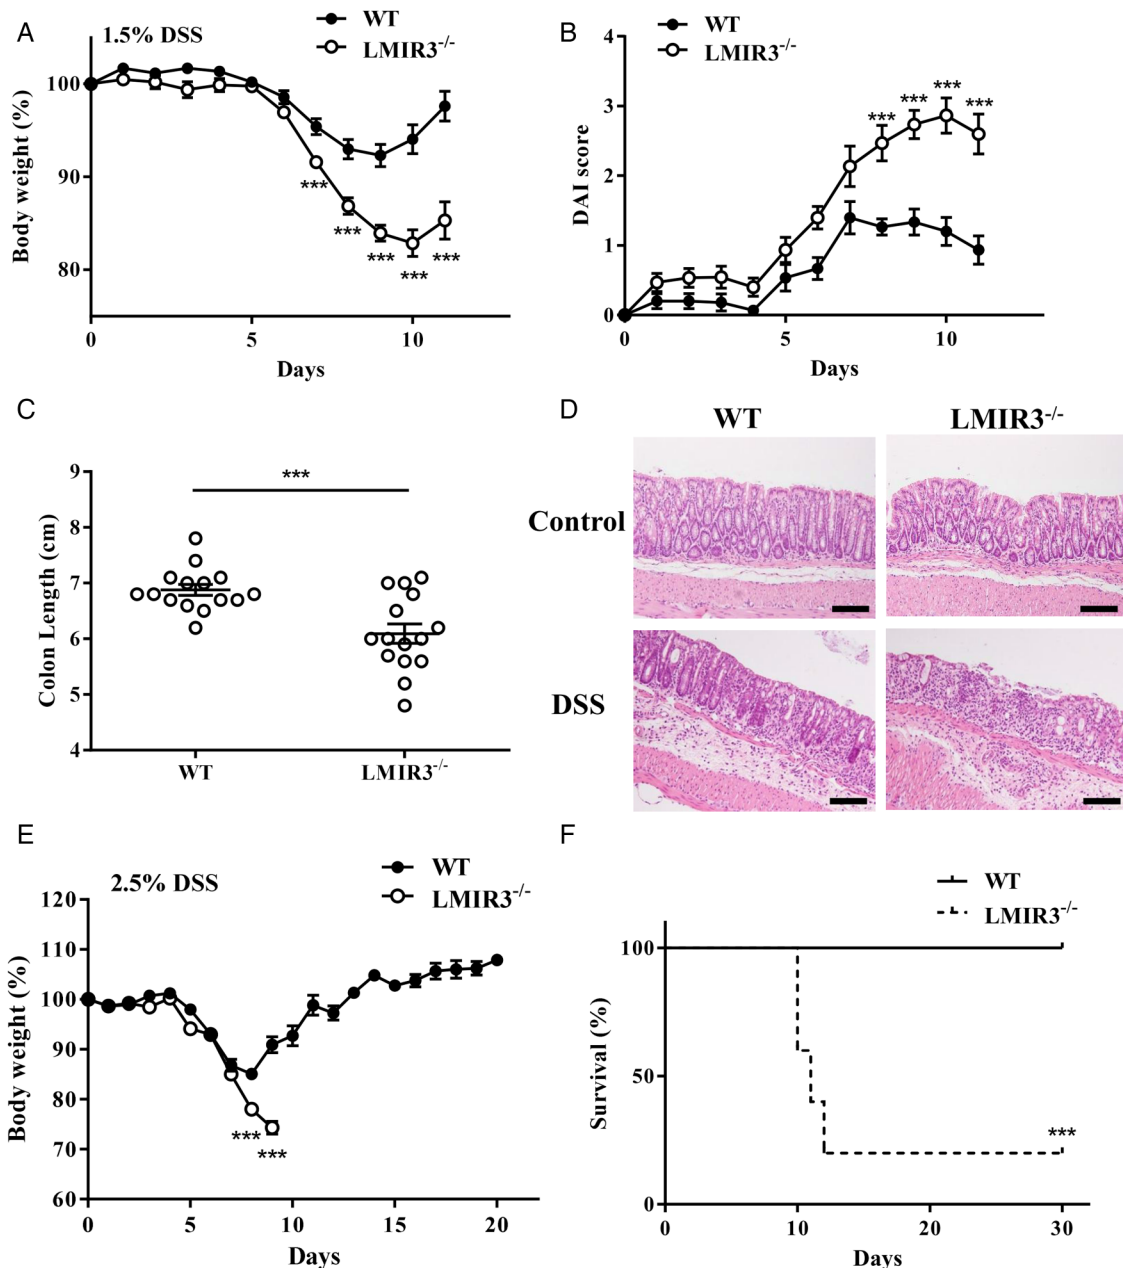 A
1.5% DSS
WT
LMIR3-/-
Body weight (%)
100
90
80
0
5
10
Days
***
***
***
***
***
B
WT
LMIR3-/-
DAI score
4
3
2
1
0
0
5
10
Days
***
***
***
***
C
Colon Length (cm)
9
8
7
6
5
4
***
WT
LMIR3-/-
D
WT
LMIR3-/-
Control
DSS
E
2.5% DSS
WT
LMIR3-/-
Body weight (%)
120
110
100
90
80
70
60
0
5
10
15
20
Days
***
***
F
WT
LMIR3-/-
Survival (%)
100
50
0
0
10
20
30
Days
***